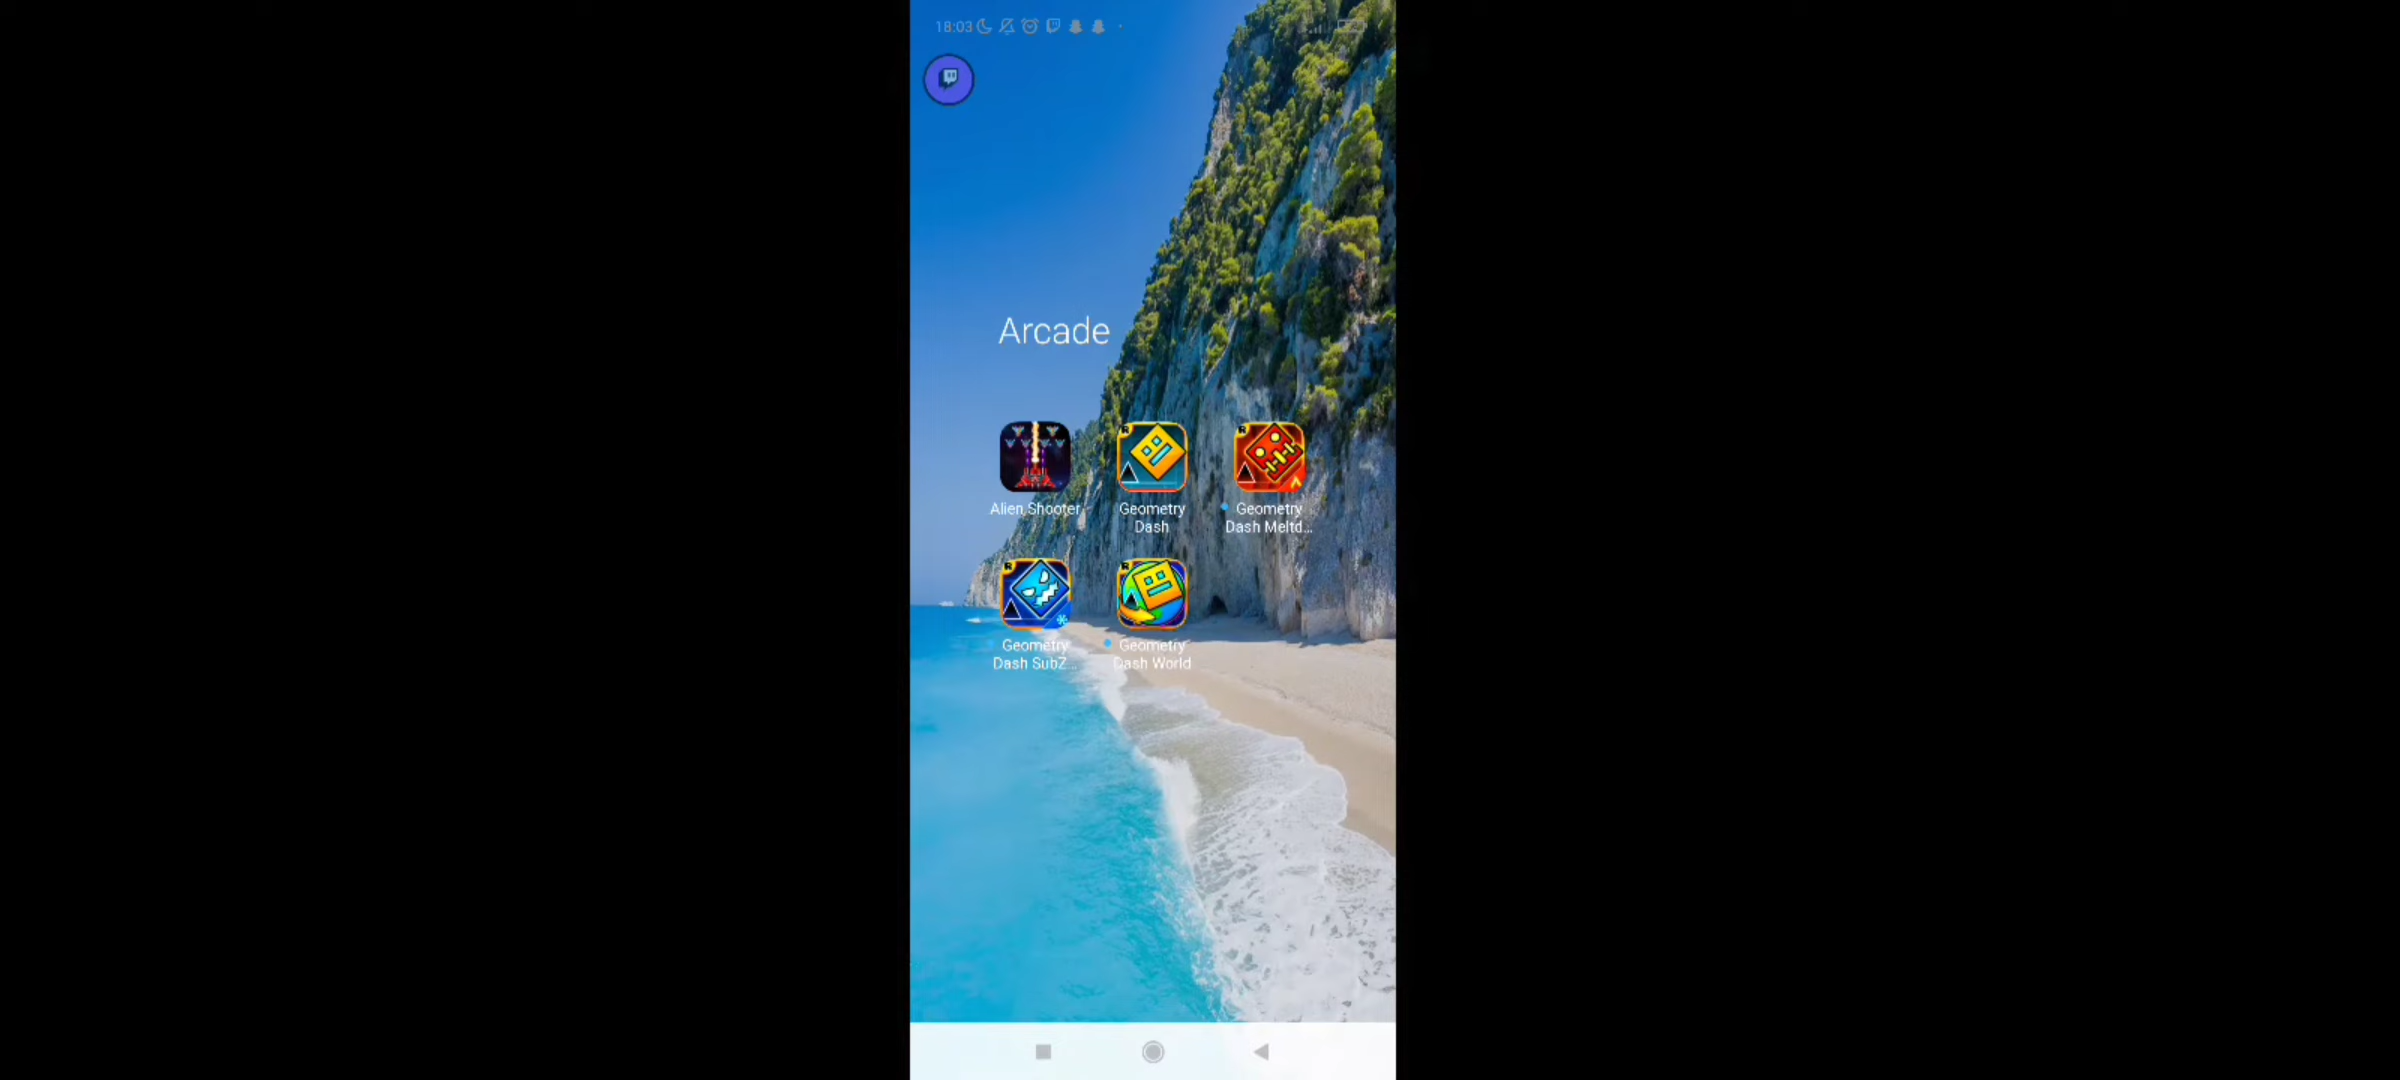 18:03
Arcade
Alien Shooter
Geometry
Dash
Geometry
Dash Meltd...
Geometry
Dash SubZ...
Geometry
Dash World